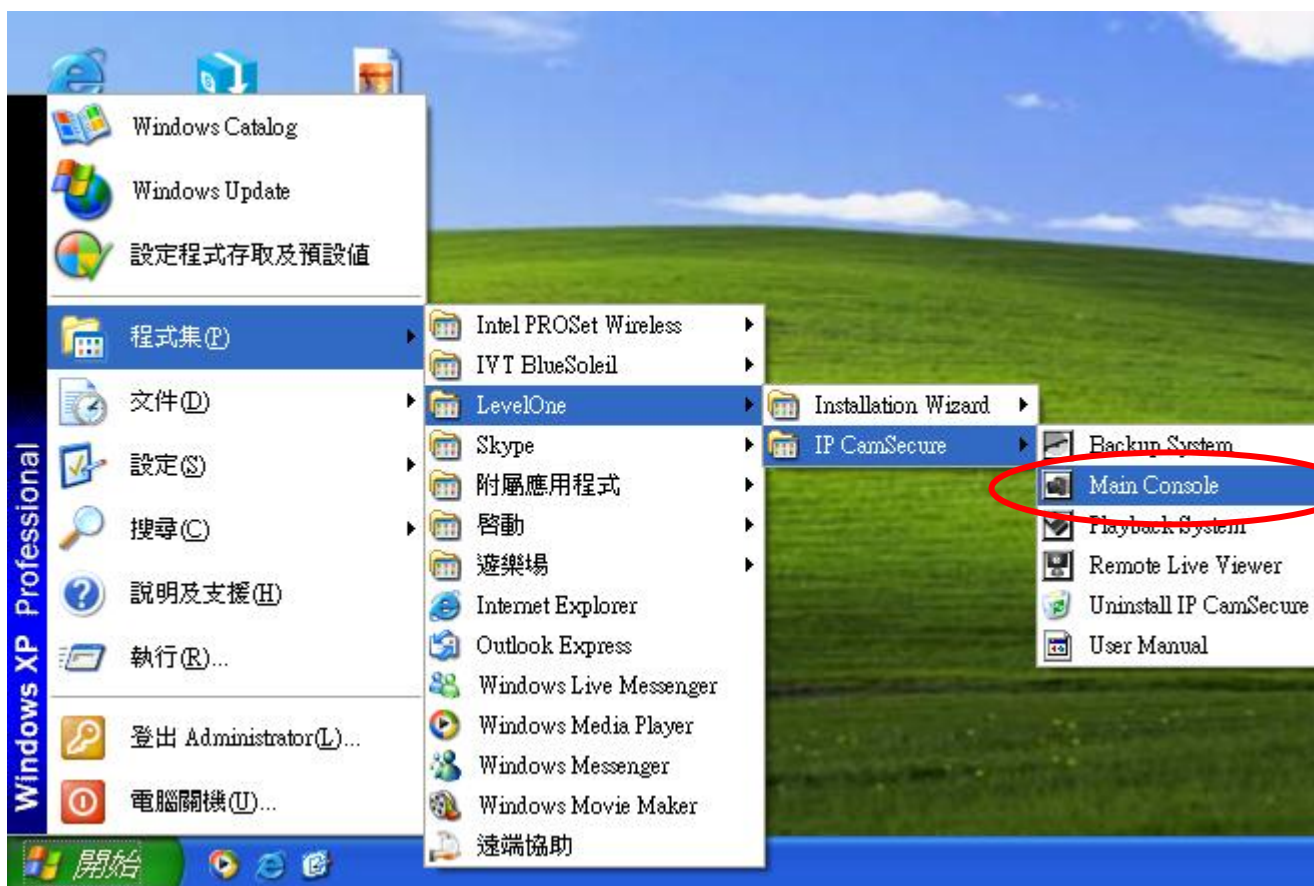 Windows Catalog
Windows Update
設定程式存取及預設值
程式集(P)
文件(D)
設定(S)
搜尋(C)
說明及支援(H)
執行(R)...
登出 Administrator(L)...
電腦關機(U)...
Windows XP Professional
開始
Intel PROSet Wireless
IVT BlueSoleil
LevelOne
Skype
附屬應用程式
啓動
遊樂場
Internet Explorer
Outlook Express
Windows Live Messenger
Windows Media Player
Windows Messenger
Windows Movie Maker
遠端協助
Installation Wizard
IP CamSecure
Backup System
Main Console
Playback System
Remote Live Viewer
Uninstall IP CamSecure
User Manual